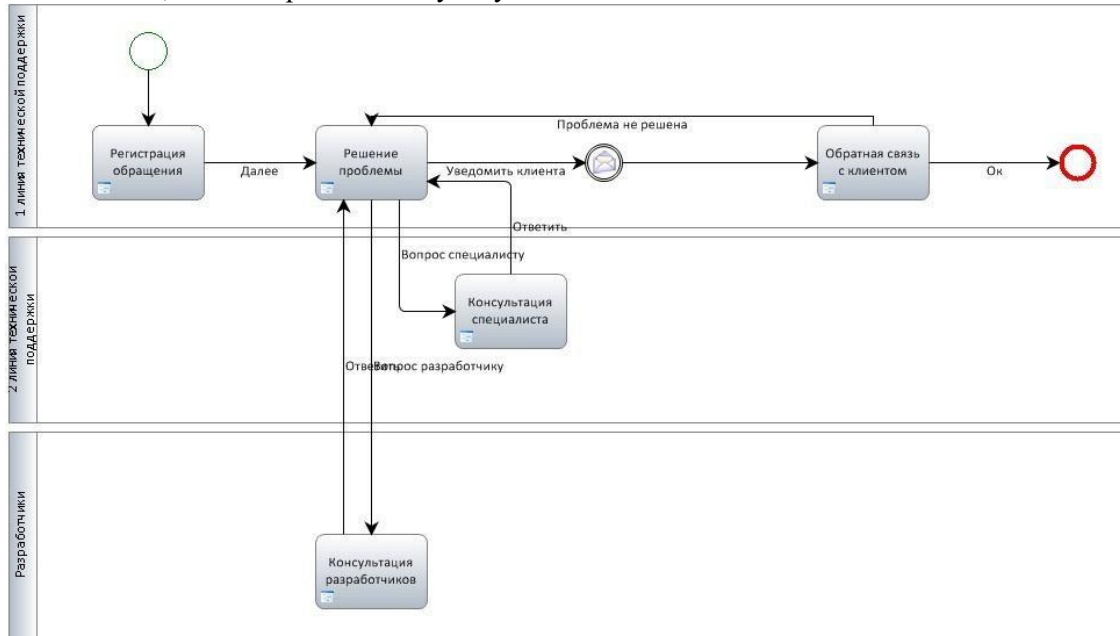 1 линия технической поддержки
Регистрация
обращения
Далее
Решение
проблемы
Уведомить клиента
Проблема не решена
Обратная связь
с клиентом
Ок
Ответить
Вопрос специалисту
2 линия технической
поддержки
Консультация
специалиста
Ответить
Вопрос разработчику
Разработчики
Консультация
разработчиков